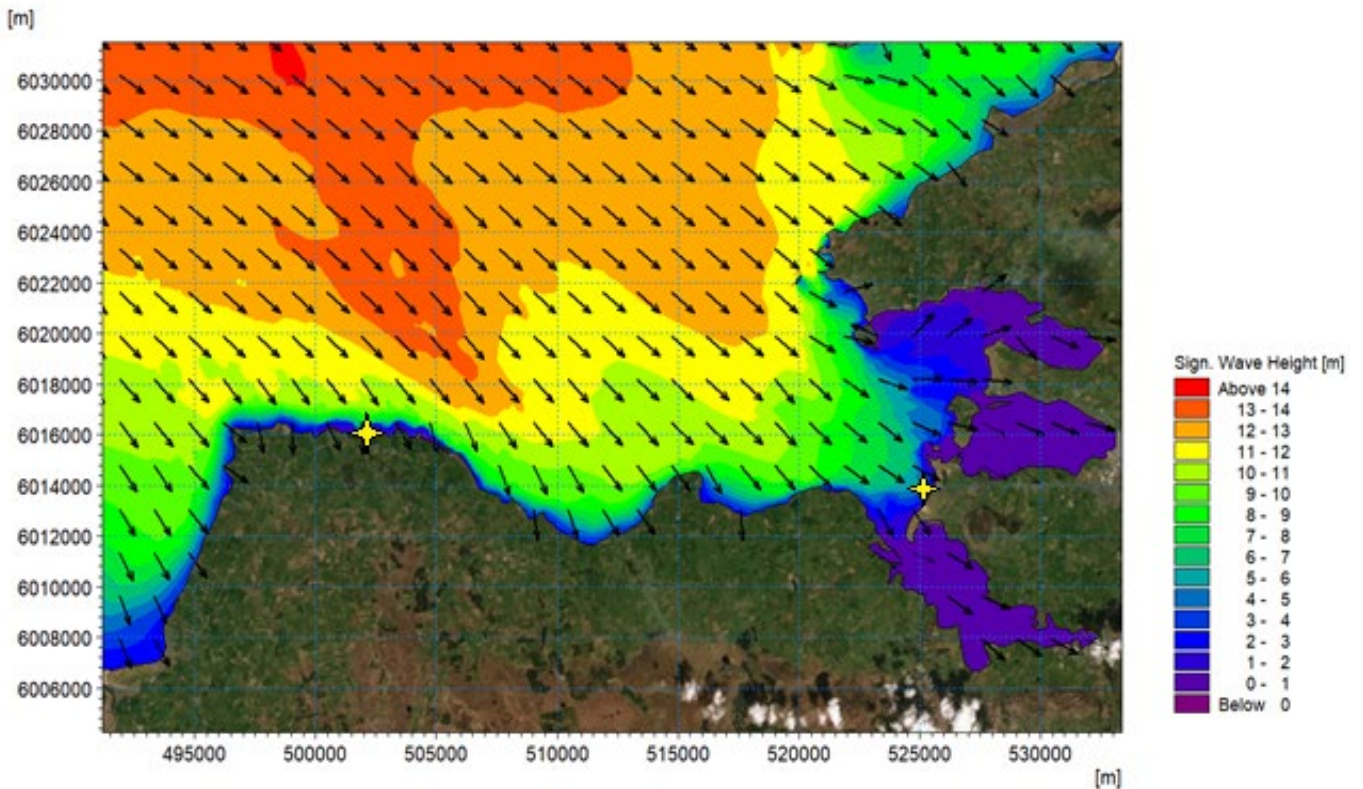 [m]
6030000
6028000
6026000
6024000
6022000
6020000
6018000
6016000
6014000
6012000
6010000
6008000
6006000
495000 500000 505000 510000 515000 520000 525000 530000
[m]
Sign. Wave Height [m]
Above 14
13 - 14
12 - 13
11 - 12
10 - 11
9 - 10
8 - 9
7 - 8
6 - 7
5 - 6
4 - 5
3 - 4
2 - 3
1 - 2
0 - 1
Below 0